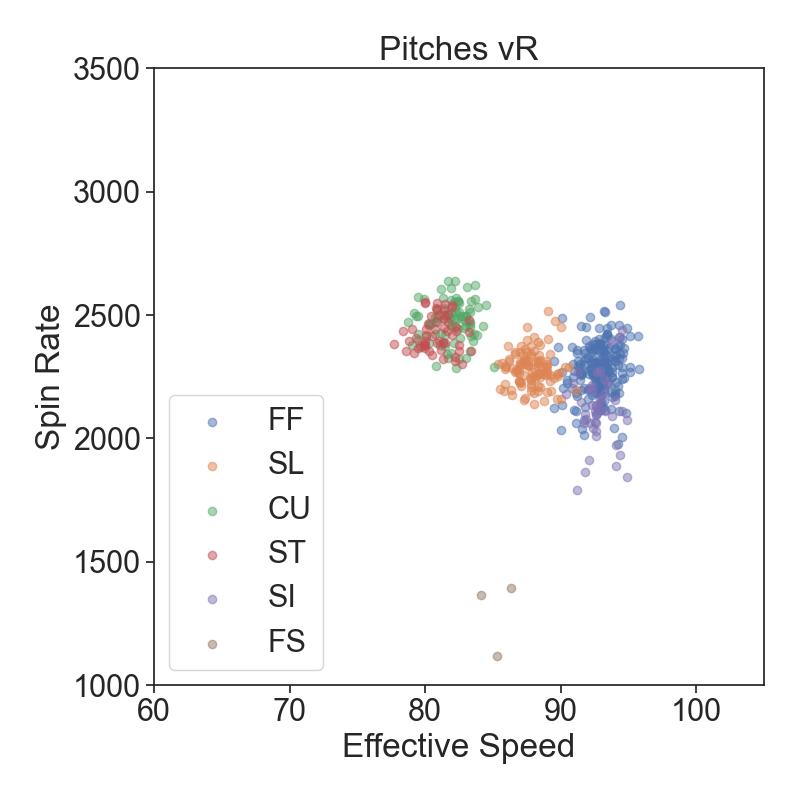 Pitches vR
3500
3000
2500
2000
1500
1000
Spin Rate
FF
SL
CU
ST
SI
FS
60 70 80 90 100
Effective Speed